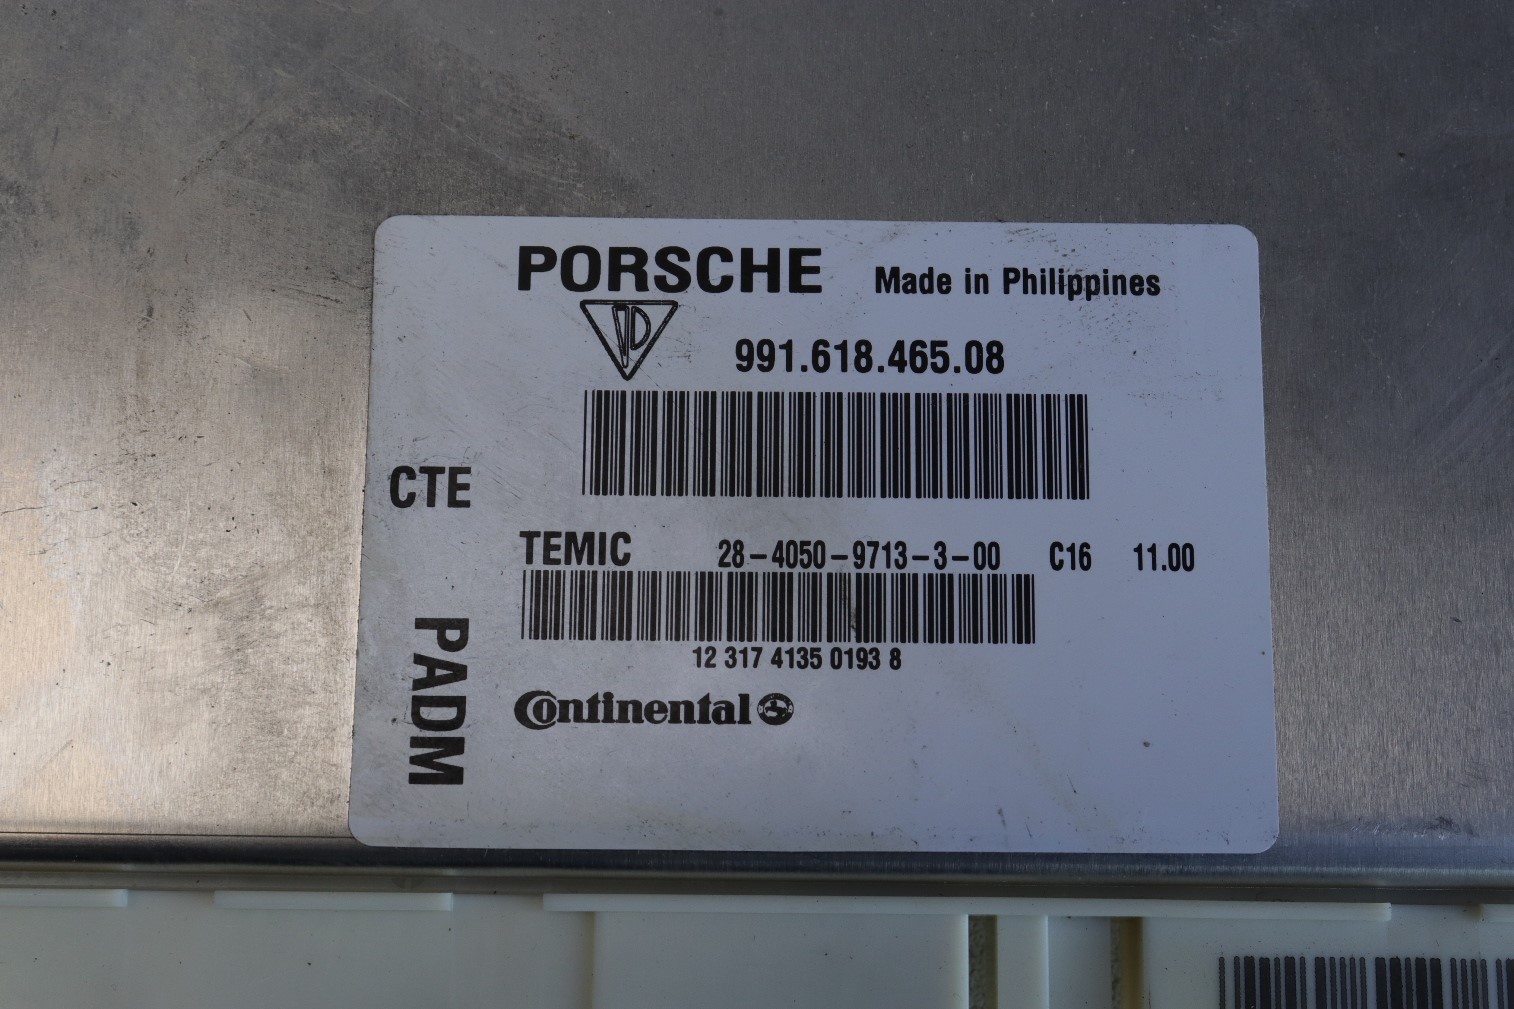 PORSCHE Made in Philippines
991.618.465.08
CTE
TEMIC 28-4050-9713-3-00 C16 11.00
12 317 4135 0193 8
PADM
Continental